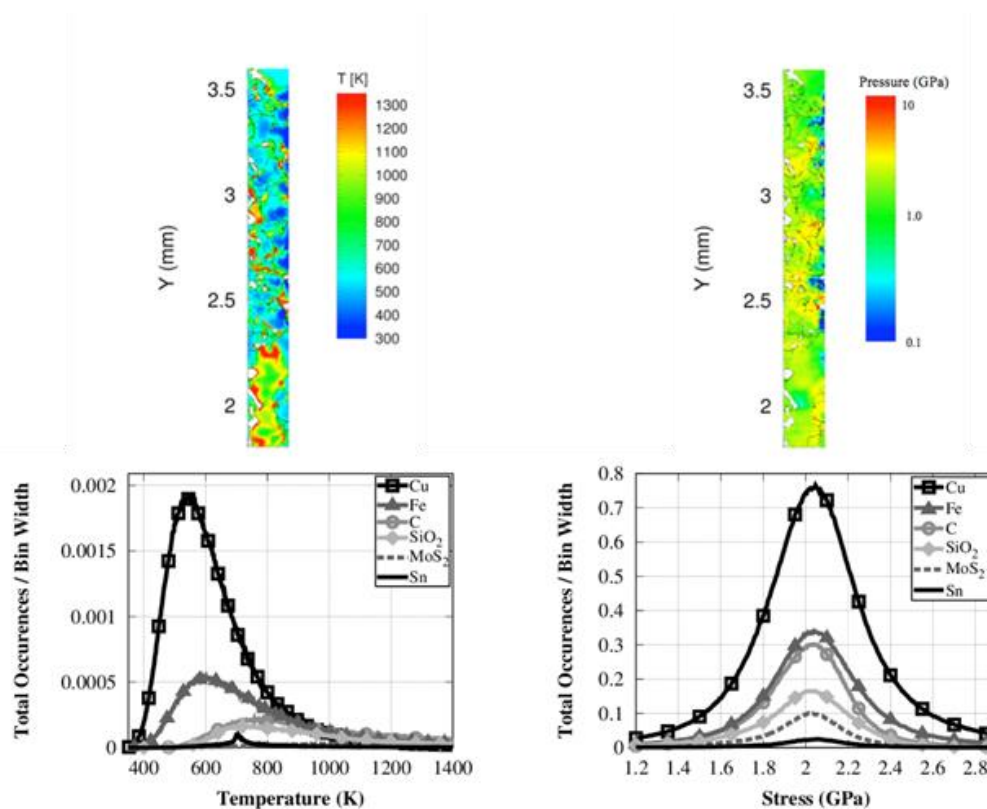 T [K]
3.5
3
2.5
2
Y (mm)
1300
1200
1100
1000
900
800
700
600
500
400
300
Pressure (GPa)
3.5
3
2.5
2
Y (mm)
10
1.0
0.1
Total Occurences / Bin Width
0.002
0.0015
0.001
0.0005
0
Cu
Fe
C
SiO₂
MoS₂
Sn
400 600 800 1000 1200 1400
Temperature (K)
Total Occurences / Bin Width
0.8
0.7
0.6
0.5
0.4
0.3
0.2
0.1
0
Cu
Fe
C
SiO₂
MoS₂
Sn
1.2 1.4 1.6 1.8 2 2.2 2.4 2.6 2.8
Stress (GPa)